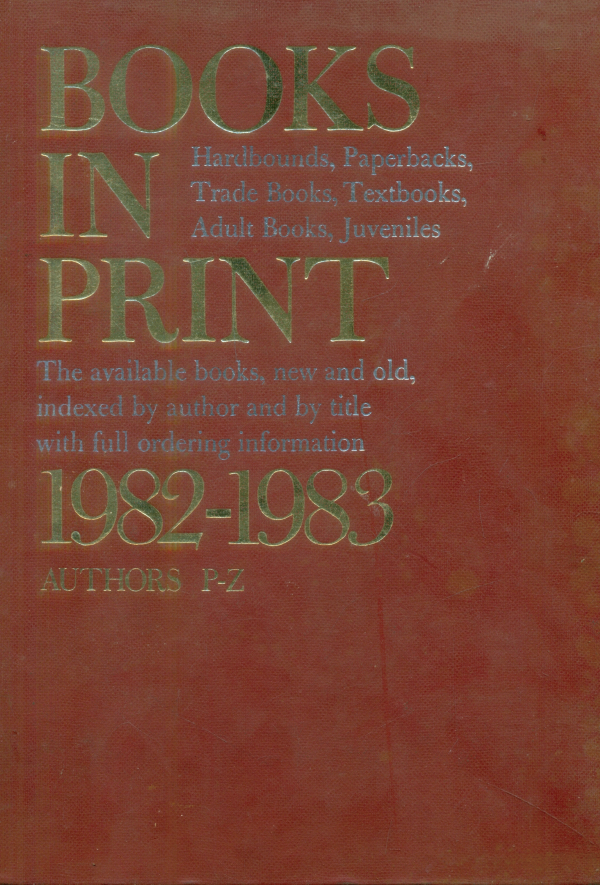 BOOKS
IN
Hardbounds, Paperbacks,
Trade Books, Textbooks,
Adult Books, Juveniles
PRINT
The available books, new and old,
indexed by author and by title
with full ordering information
1982-1983
AUTHORS P-Z